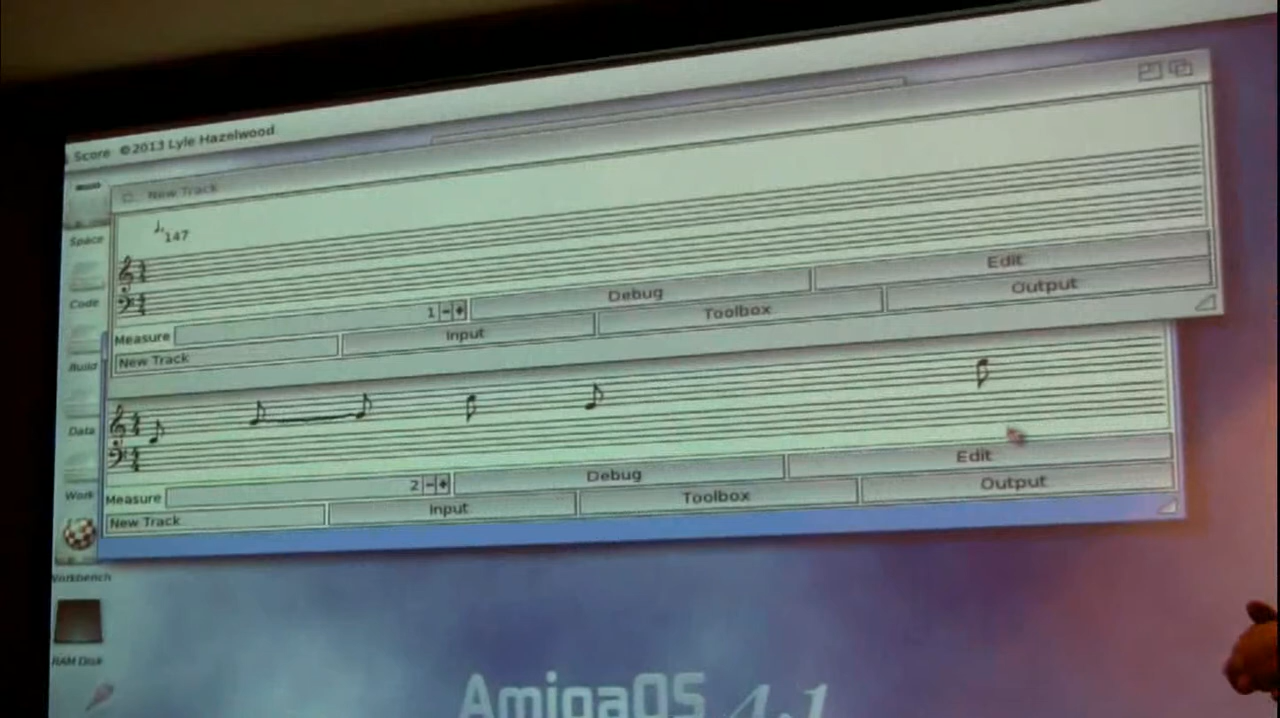 Score ©2013 Lyle Hazelwood
New Track
147
Space
Code
Build
Data
Work
Workbench
RAM Disk
Measure 1 -+ Debug Edit
New Track Input Toolbox Output
Measure 2 -+ Debug Edit
New Track Input Toolbox Output
AmigaOS 4.1